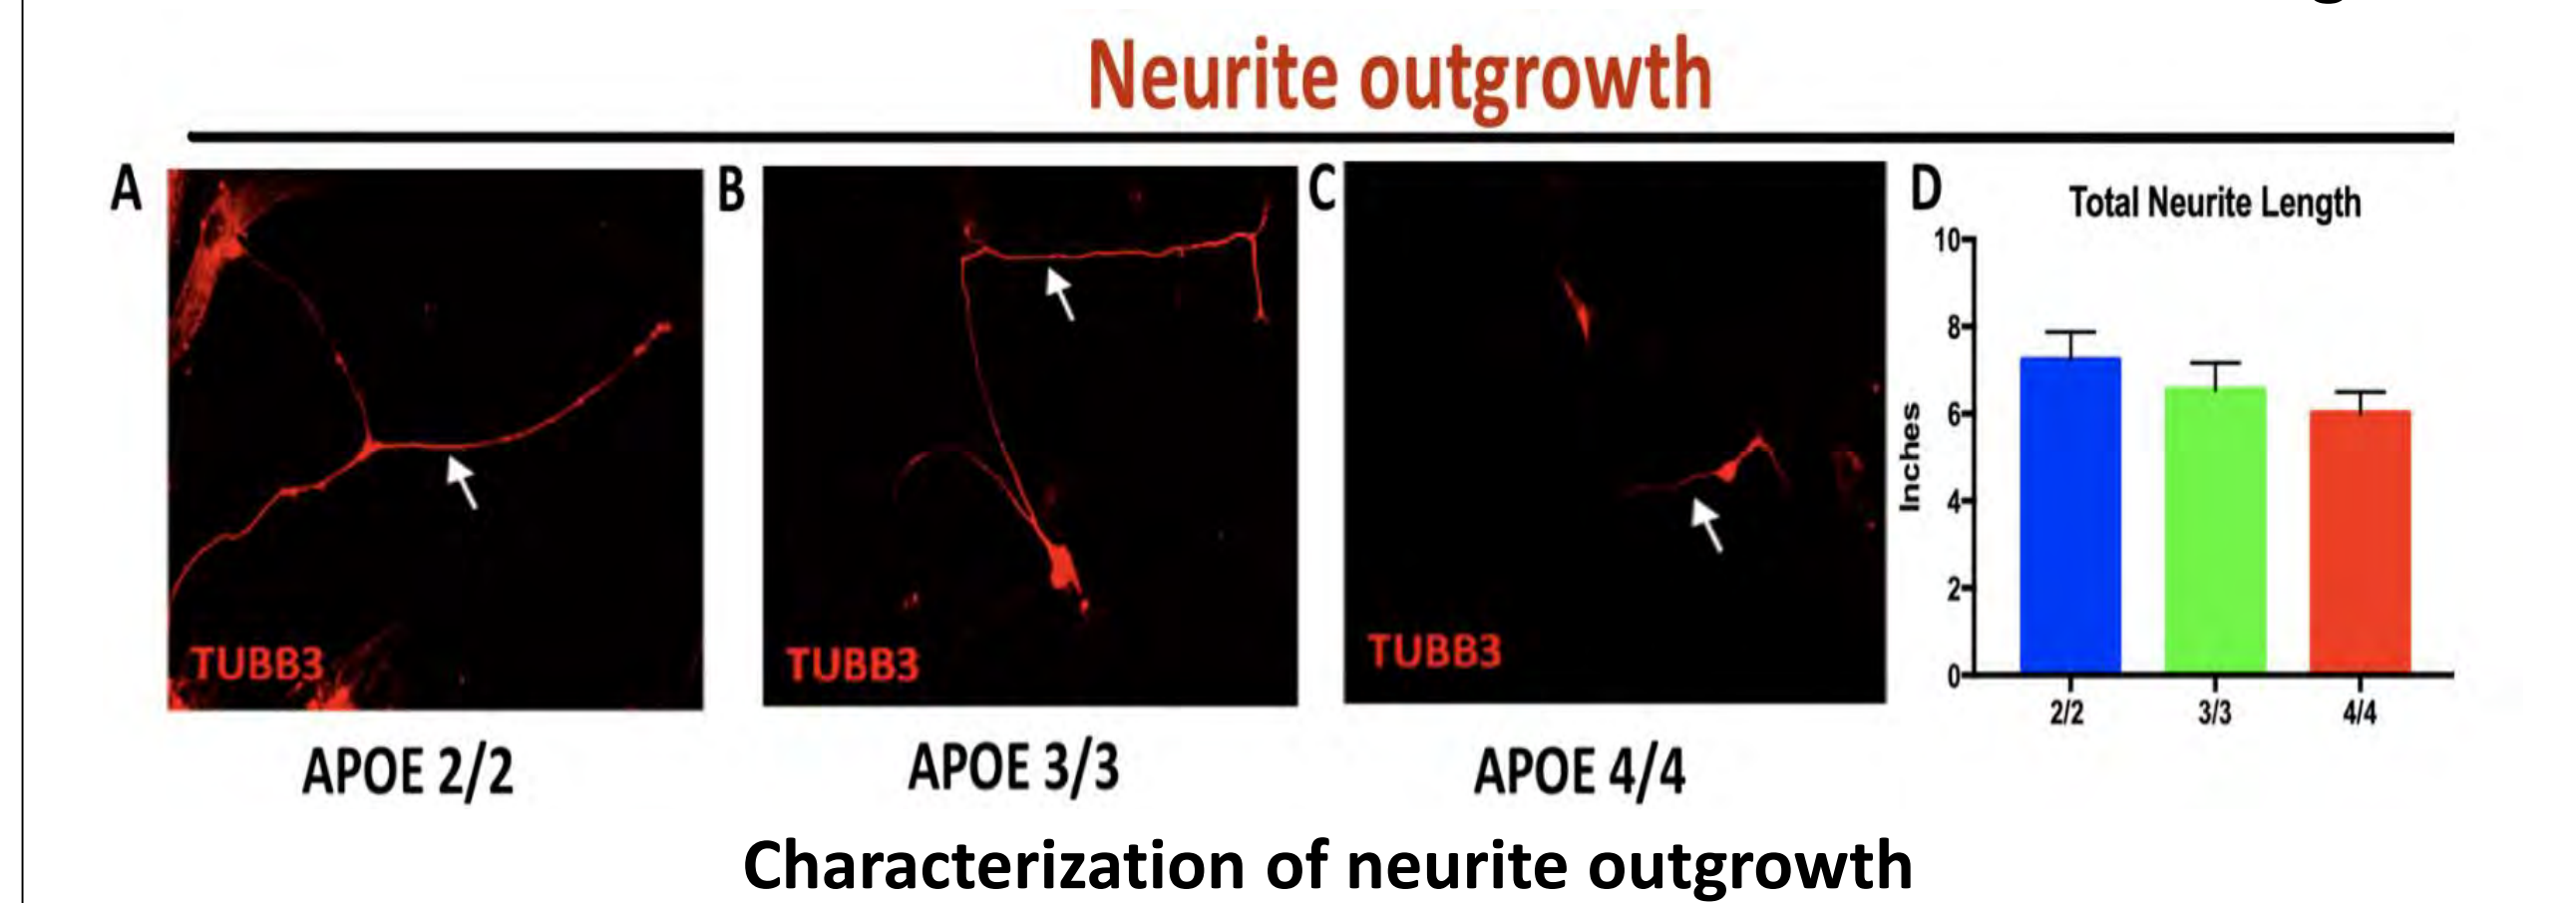 Neurite outgrowth
A
B
C
D
Total Neurite Length
10
8
6
4
2
0
Inches
2/2
3/3
4/4
TUBB3
TUBB3
TUBB3
APOE 2/2
APOE 3/3
APOE 4/4
Characterization of neurite outgrowth